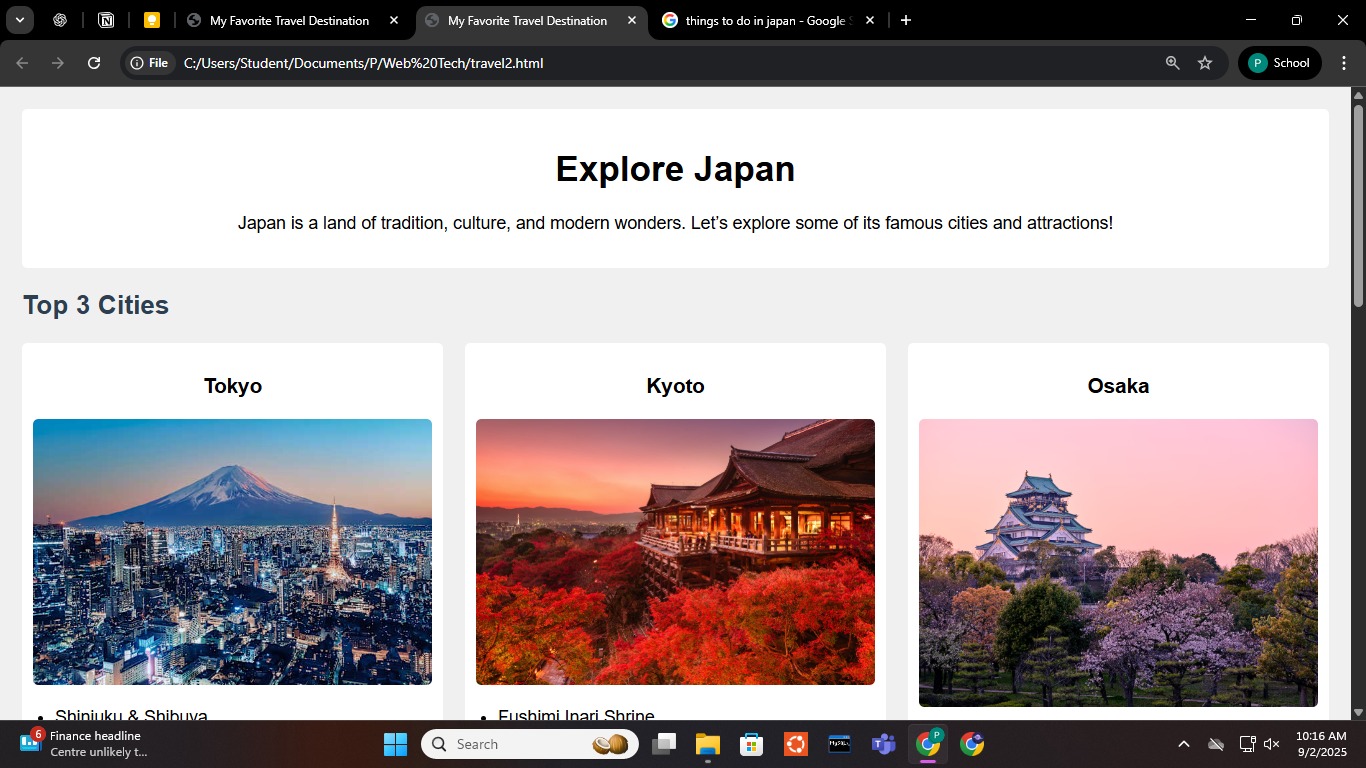 My Favorite Travel Destination
My Favorite Travel Destination
things to do in japan - Google
File
C:/Users/Student/Documents/P/Web%20Tech/travel2.html
P
School
Explore Japan
Japan is a land of tradition, culture, and modern wonders. Let’s explore some of its famous cities and attractions!
Top 3 Cities
Tokyo
Kyoto
Osaka
Shinjuku & Shibuya
Fushimi Inari Shrine
6
Finance headline
Centre unlikely t...
Search
MySQL
P
10:16 AM
9/2/2025